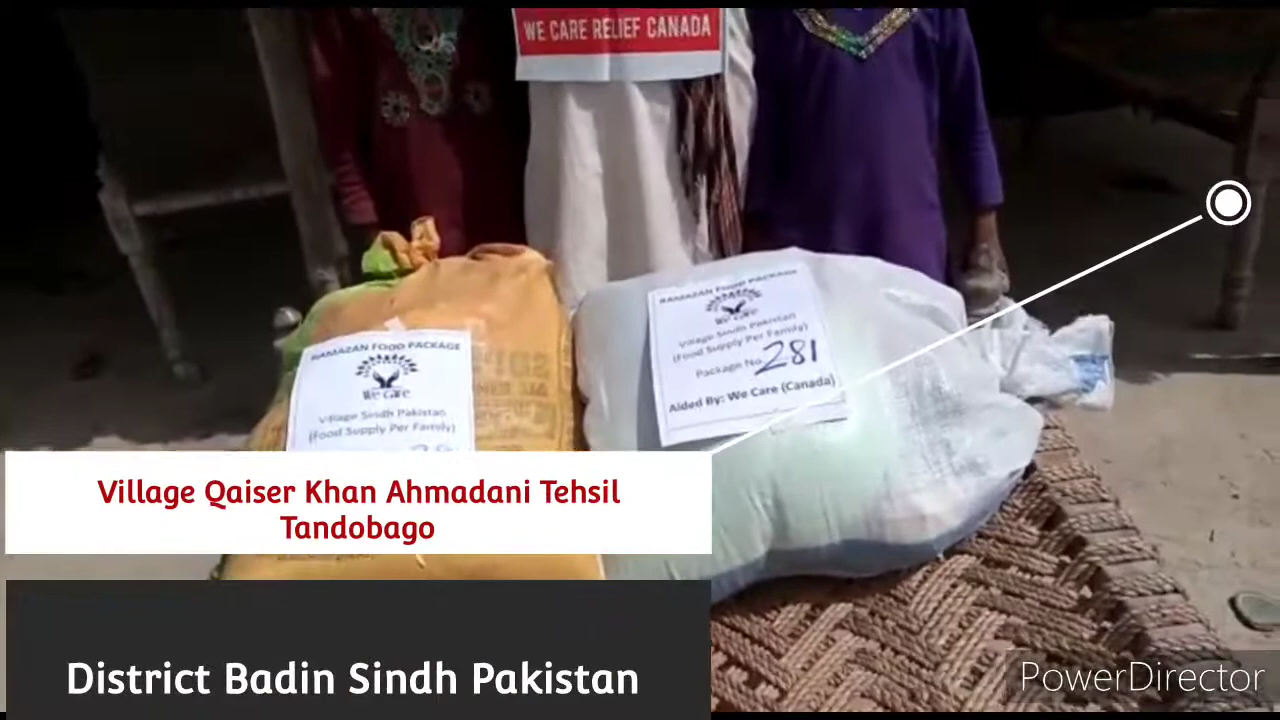 WE CARE RELIEF CANADA
RAMAZAN FOOD PACKAGE
We care
Village Sindh Pakistan
(Food Supply Per Family)
RAMAZAN FOOD PACKAGE
We care
Village Sindh Pakistan
(Food Supply Per Family)
Package No 281
Aided By: We Care (Canada)
Village Qaiser Khan Ahmadani Tehsil
Tandobago
District Badin Sindh Pakistan
PowerDirector